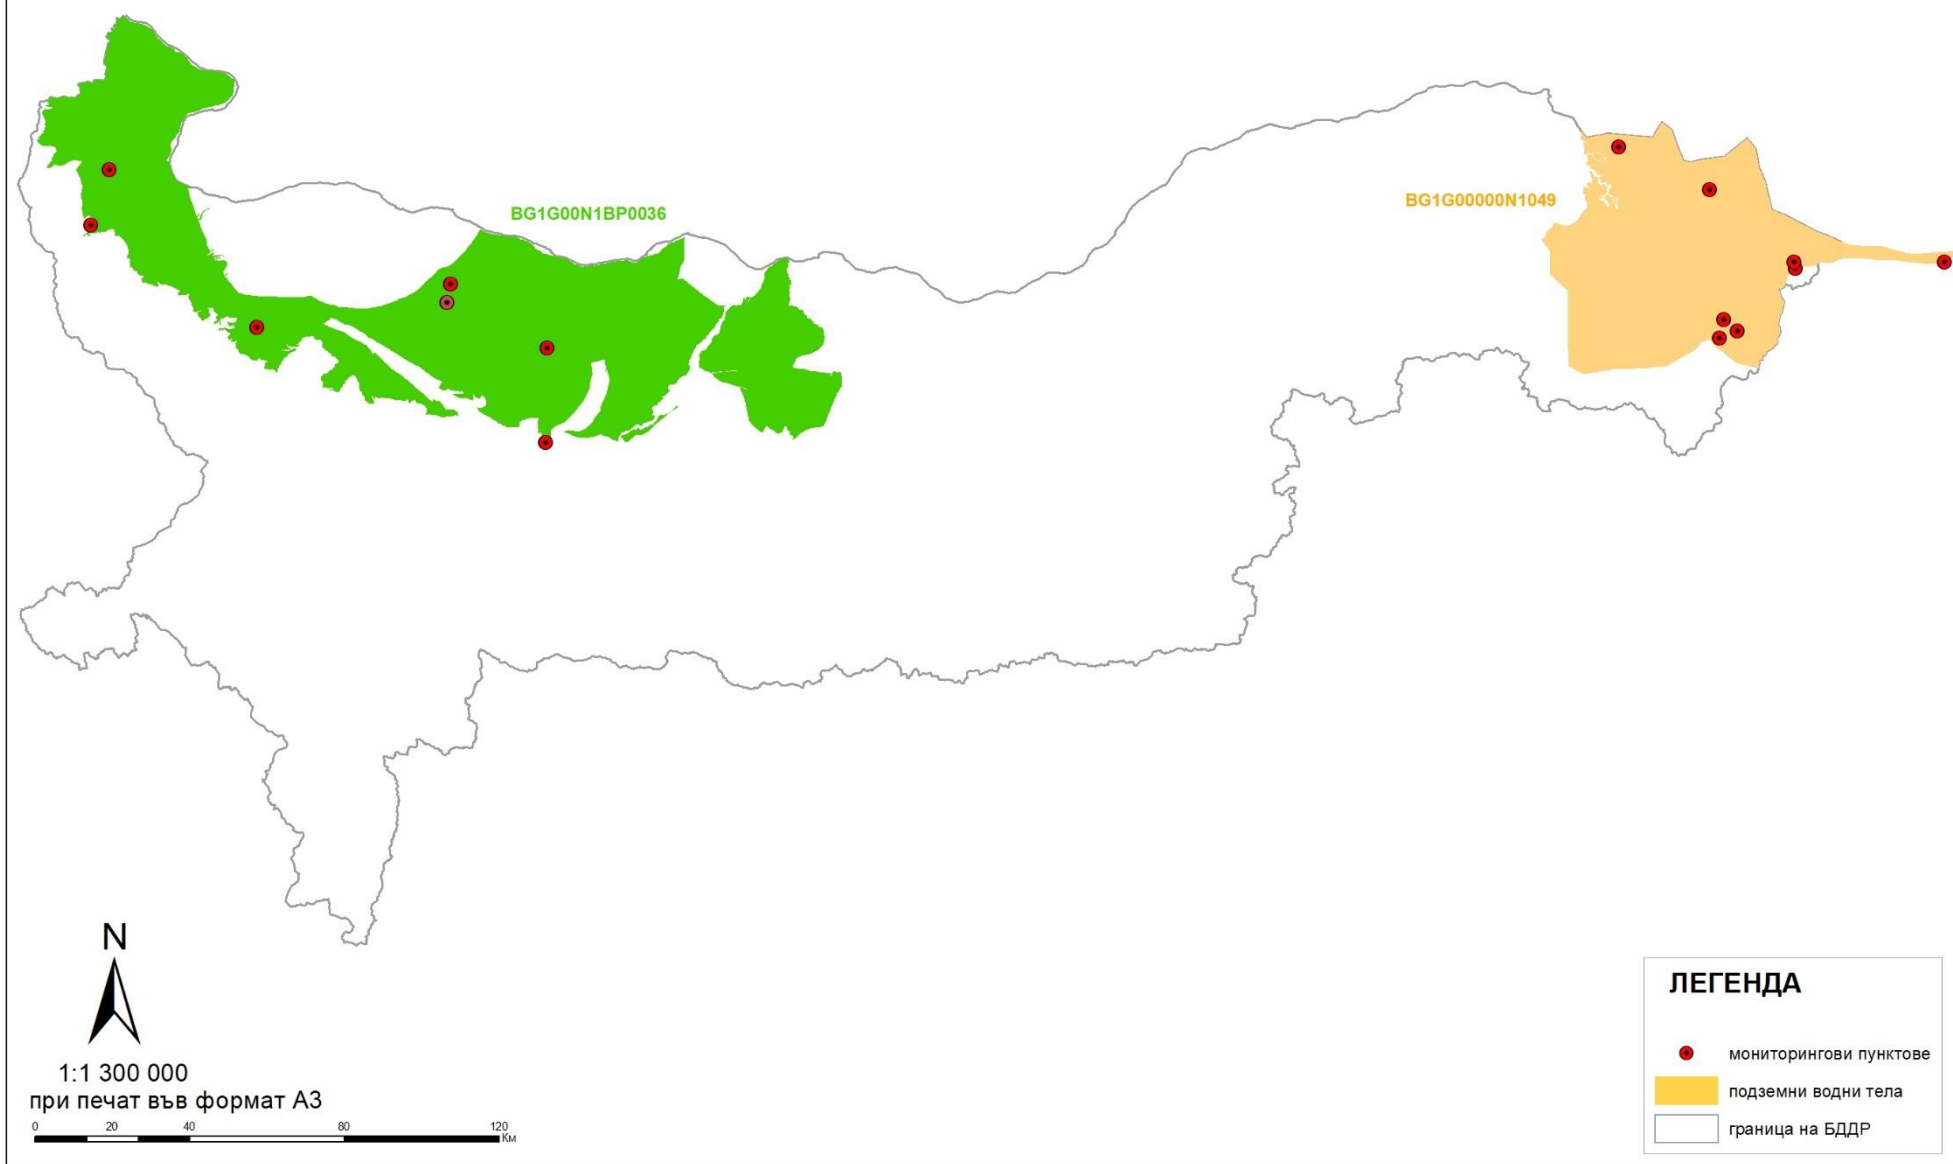 BG1G00N1BP0036
BG1G00000N1049
N
1:1 300 000
при печат във формат А3
0 20 40 80 120
Км
ЛЕГЕНДА
мониторингови пунктове
подземни водни тела
граница на БДДР